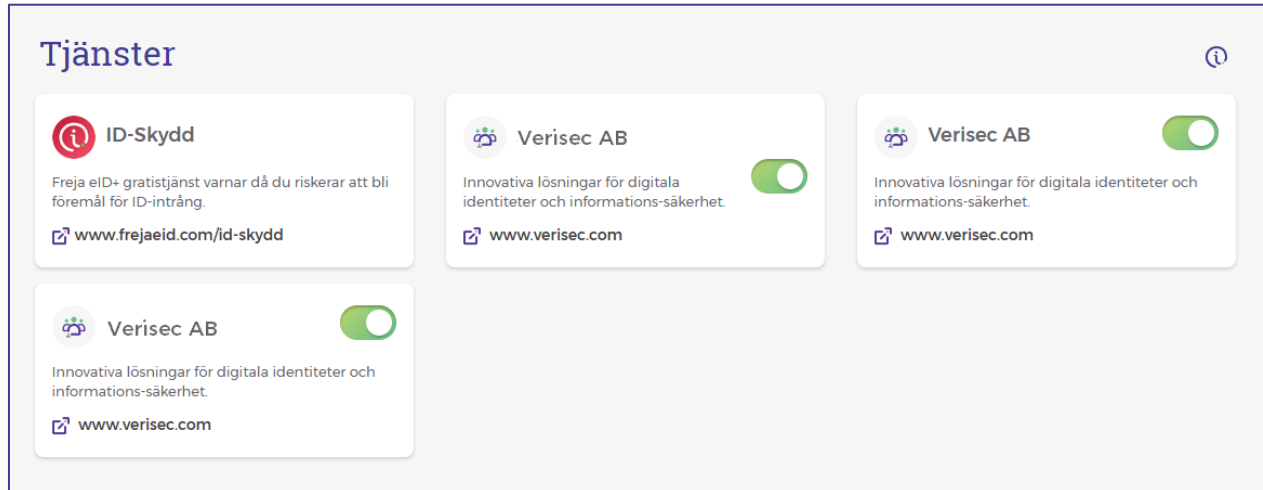 Tjänster
ID-Skydd
Freja eID+ gratistjänst varnar då du riskerar att bli
föremål för ID-intrång.
www.frejaeid.com/id-skydd
Verisec AB
Innovativa lösningar för digitala
identiteter och informations-säkerhet.
www.verisec.com
Verisec AB
Innovativa lösningar för digitala identiteter och
informations-säkerhet.
www.verisec.com
Verisec AB
Innovativa lösningar för digitala identiteter och
informations-säkerhet.
www.verisec.com